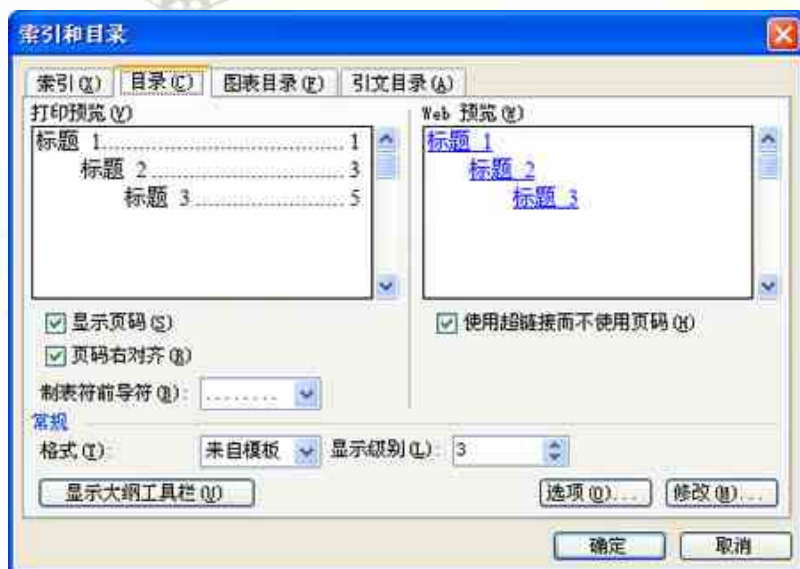 索引和目录
索引(X) 目录(C) 图表目录(F) 引文目录(A)
打印预览(V) Web 预览(W)
标题 1........................................1 标题 1
标题 2................................3 标题 2
标题 3........................5 标题 3
显示页码(S) 使用超链接而不使用页码(H)
页码右对齐(R)
制表符前导符(B): ........
常规
格式(T): 来自模板 显示级别(L): 3
显示大纲工具栏(U) 选项(O)... 修改(M)...
确定 取消